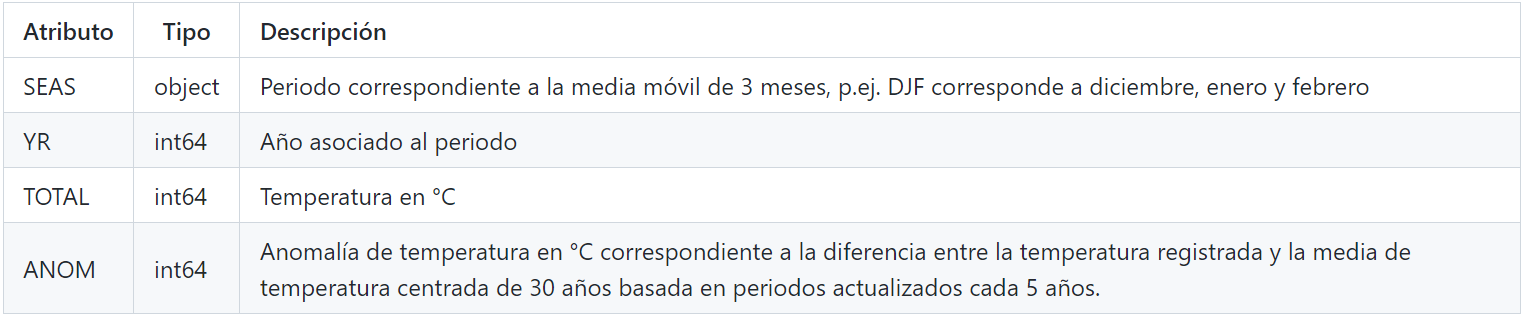 Atributo Tipo Descripción
SEAS object Periodo correspondiente a la media móvil de 3 meses, p.ej. DJF corresponde a diciembre, enero y febrero
YR int64 Año asociado al periodo
TOTAL int64 Temperatura en °C
ANOM int64 Anomalía de temperatura en °C correspondiente a la diferencia entre la temperatura registrada y la media de
temperatura centrada de 30 años basada en periodos actualizados cada 5 años.